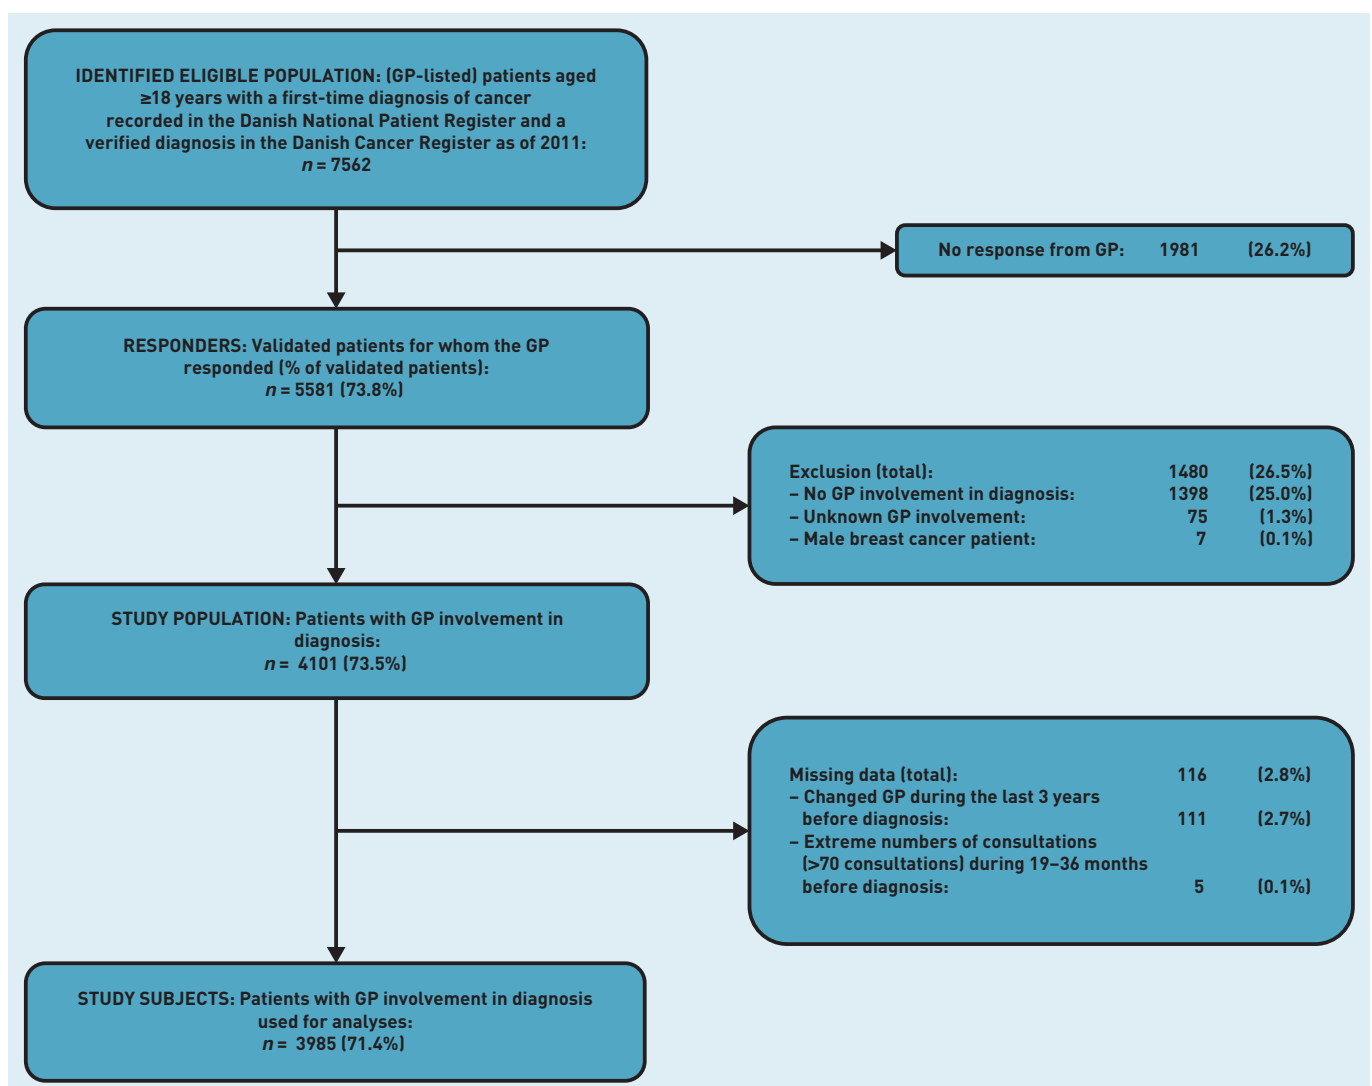 IDENTIFIED ELIGIBLE POPULATION: (GP-listed) patients aged
≥18 years with a first-time diagnosis of cancer
recorded in the Danish National Patient Register and a
verified diagnosis in the Danish Cancer Register as of 2011:
n = 7562
No response from GP: 1981 (26.2%)
RESPONDERS: Validated patients for whom the GP
responded (% of validated patients):
n = 5581 (73.8%)
Exclusion (total): 1480 (26.5%)
– No GP involvement in diagnosis: 1398 (25.0%)
– Unknown GP involvement: 75 (1.3%)
– Male breast cancer patient: 7 (0.1%)
STUDY POPULATION: Patients with GP involvement in
diagnosis:
n = 4101 (73.5%)
Missing data (total): 116 (2.8%)
– Changed GP during the last 3 years
before diagnosis: 111 (2.7%)
– Extreme numbers of consultations
(>70 consultations) during 19–36 months
before diagnosis: 5 (0.1%)
STUDY SUBJECTS: Patients with GP involvement in diagnosis
used for analyses:
n = 3985 (71.4%)